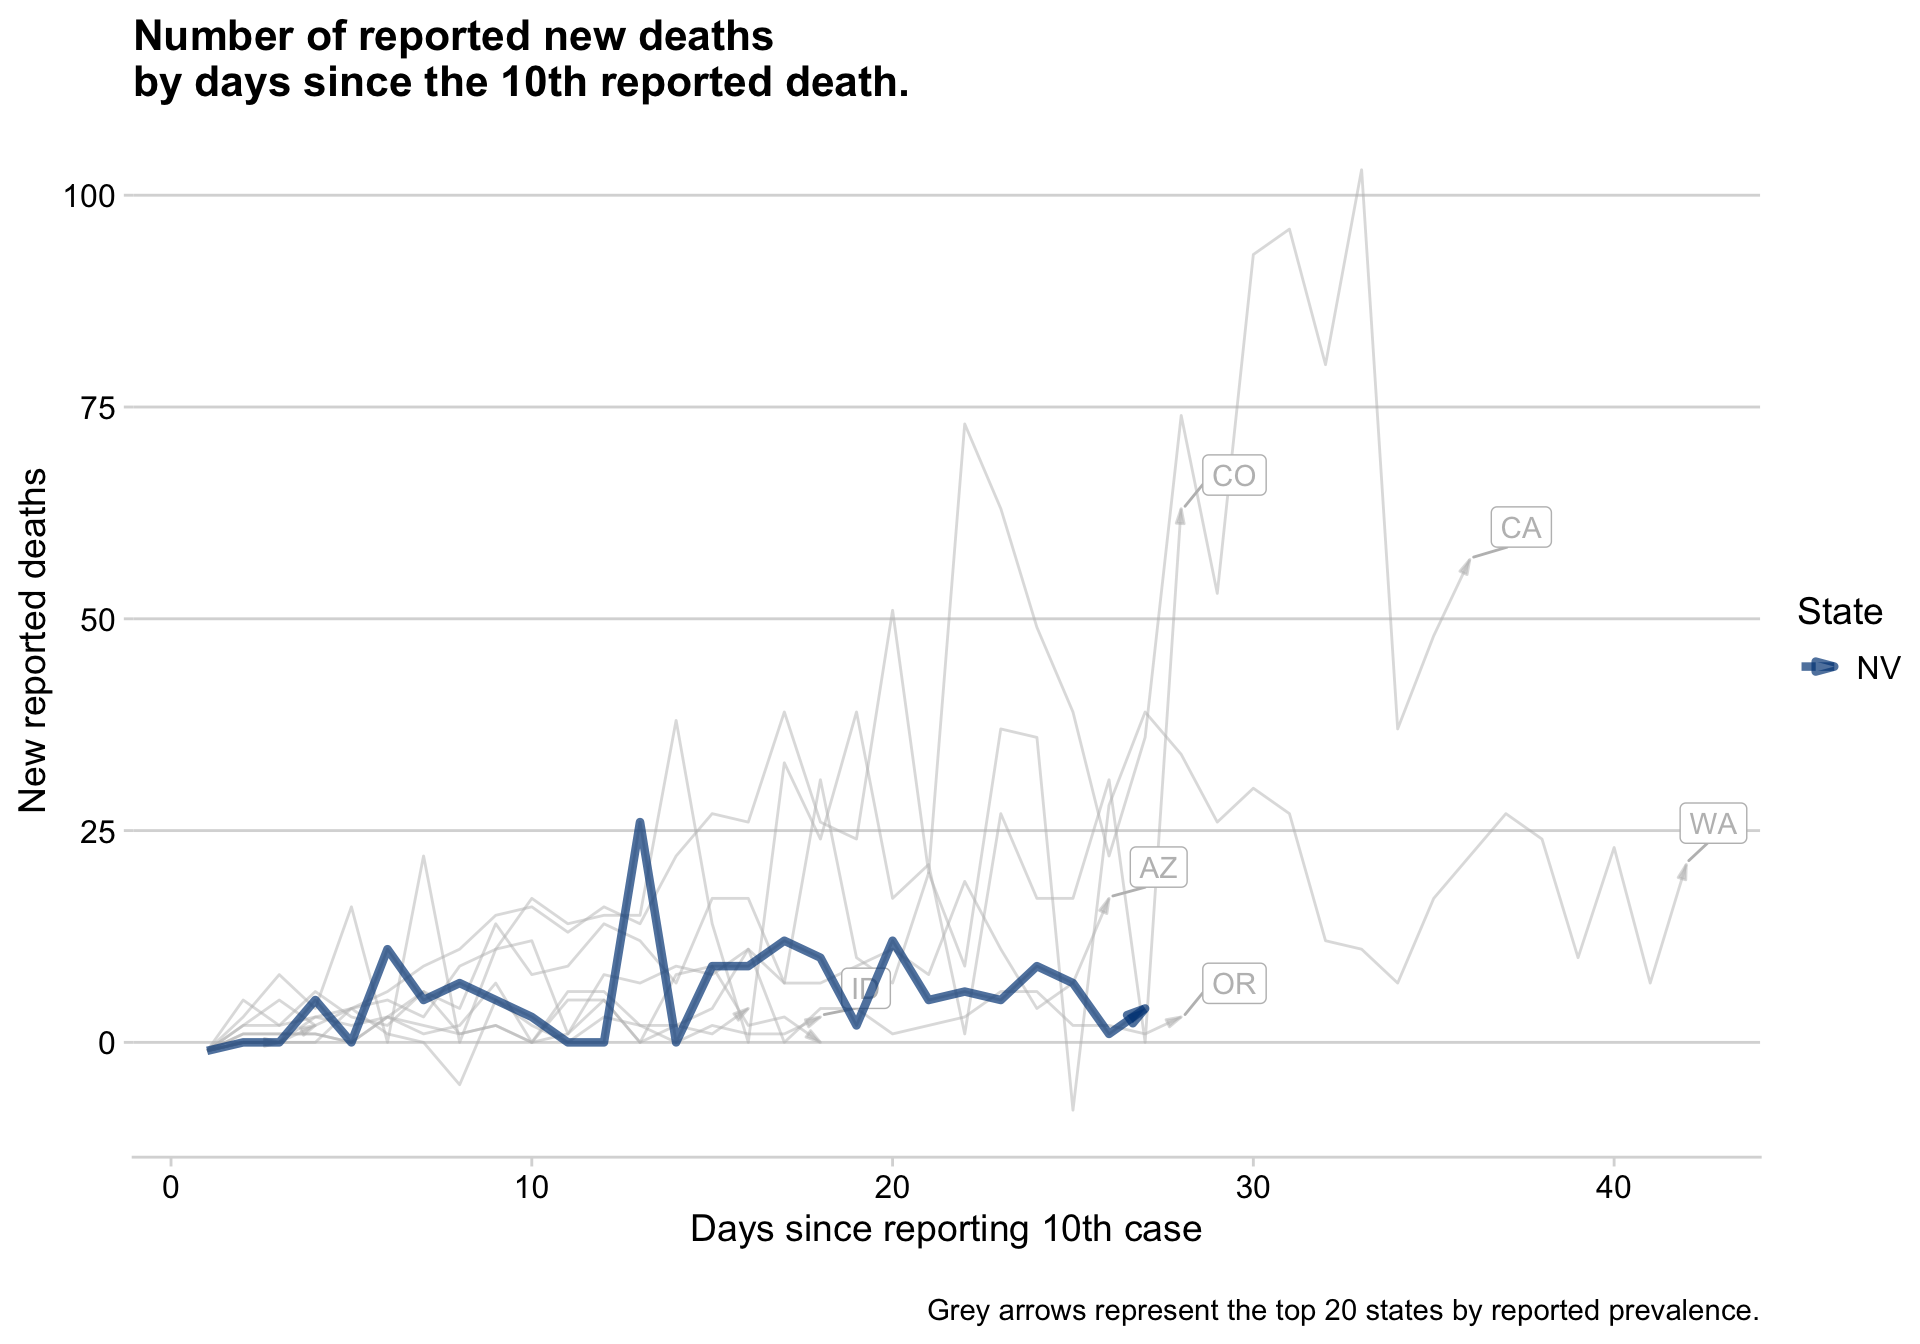 Number of reported new deaths
by days since the 10th reported death.
New reported deaths
100
75
50
25
0
CO
CA
WA
AZ
ID
OR
State
NV
0 10 20 30 40
Days since reporting 10th case
Grey arrows represent the top 20 states by reported prevalence.